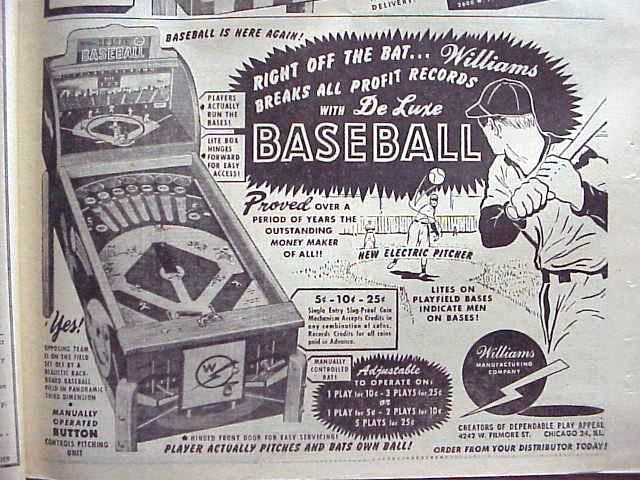 DELIVERY
BASEBALL IS HERE AGAIN!
BASEBALL
RIGHT OFF THE BAT... Williams
BREAKS ALL PROFIT RECORDS
WITH De Luxe
BASEBALL
PLAYERS
ACTUALLY
RUN THE
BASES!
LITE BOX
HINGES
FORWARD
FOR EASY
ACCESS!
Proved OVER A
PERIOD OF YEARS THE
OUTSTANDING
MONEY MAKER
OF ALL!!
NEW ELECTRIC PITCHER
LITES ON
PLAYFIELD BASES
INDICATE MEN
ON BASES!
5¢ - 10¢ - 25¢
Single Entry Slug-Proof Coin
Mechanism Accepts Credits in
any combination of coins.
Records Credits for all coins
paid in Advance.
Yes!
OPPOSING TEAM
IS ON THE FIELD
SET OFF BY A
REALISTIC BACK-
BOARD BASEBALL
FIELD IN PANORAMIC
THIRD DIMENSION
MANUALLY
OPERATED
BUTTON
CONTROLS PITCHING
UNIT
MANUALLY
CONTROLLED
BAT!
Adjustable
TO OPERATE ON:
1 PLAY for 10¢ - 3 PLAYS for 25¢
or
1 PLAY for 5¢ - 2 PLAYS for 10¢
5 PLAYS for 25¢
Williams
MANUFACTURING
COMPANY
HINGED FRONT DOOR FOR EASY SERVICING!
PLAYER ACTUALLY PITCHES AND BATS OWN BALL!
CREATORS OF DEPENDABLE PLAY APPEAL
4242 W. FILMORE ST. CHICAGO 24, ILL.
ORDER FROM YOUR DISTRIBUTOR TODAY!